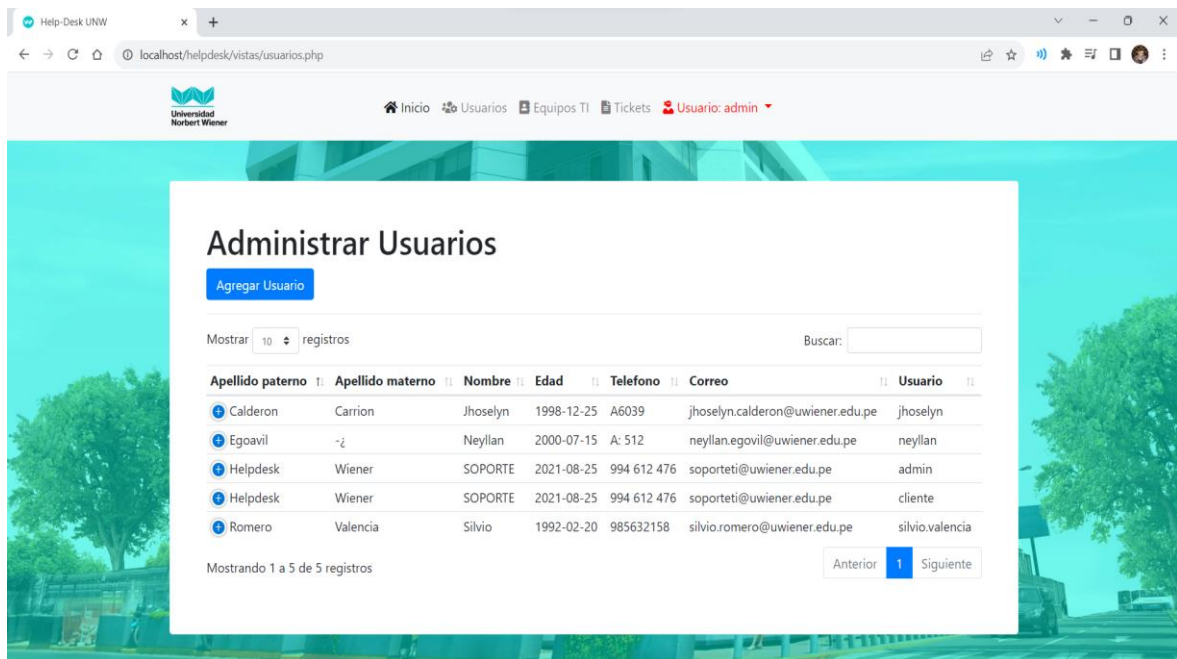 Help-Desk UNW
localhost/helpdesk/vistas/usuarios.php
Universidad
Norbert Wiener
Inicio Usuarios Equipos TI Tickets Usuario: admin
Administrar Usuarios
Agregar Usuario
Mostrar 10 registros Buscar:
Apellido paterno Apellido materno Nombre Edad Telefono Correo Usuario
Calderon Carrion Jhoselyn 1998-12-25 A6039 jhoselyn.calderon@uwiener.edu.pe jhoselyn
Egoavil -¿ Neyllan 2000-07-15 A: 512 neyllan.egovil@uwiener.edu.pe neyllan
Helpdesk Wiener SOPORTE 2021-08-25 994 612 476 soporteti@uwiener.edu.pe admin
Helpdesk Wiener SOPORTE 2021-08-25 994 612 476 soporteti@uwiener.edu.pe cliente
Romero Valencia Silvio 1992-02-20 985632158 silvio.romero@uwiener.edu.pe silvio.valencia
Mostrando 1 a 5 de 5 registros Anterior 1 Siguiente